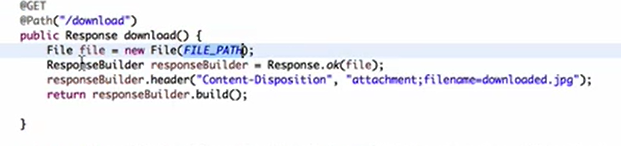 @GET
@Path("/download")
public Response download() {
File file = new File(FILE_PATH);
ResponseBuilder responseBuilder = Response.ok(file);
responseBuilder.header("Content-Disposition", "attachment;filename=downloaded.jpg");
return responseBuilder.build();
}